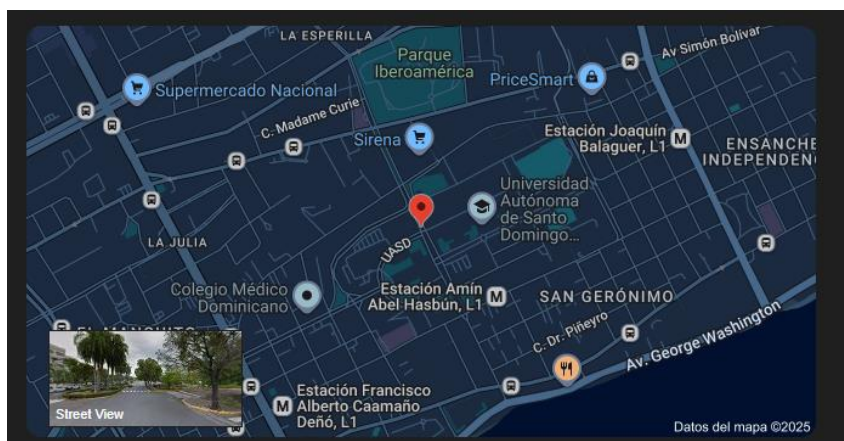 LA ESPERILLA
Parque
Iberoamérica
Av Simón Bolívar
PriceSmart
Supermercado Nacional
C. Madame Curie
Sirena
Estación Joaquín
Balaguer, L1
M
ENSANCHE
INDEPENDEN
Universidad
Autónoma
de Santo
Domingo...
LA JULIA
UASD
Colegio Médico
Dominicano
Estación Amín
Abel Hasbún, L1
M
SAN GERÓNIMO
C. Dr. Piñeyro
Av. George Washington
EL MANGUITO
Street View
M
Estación Francisco
Alberto Caamaño
Deñó, L1
Datos del mapa ©2025